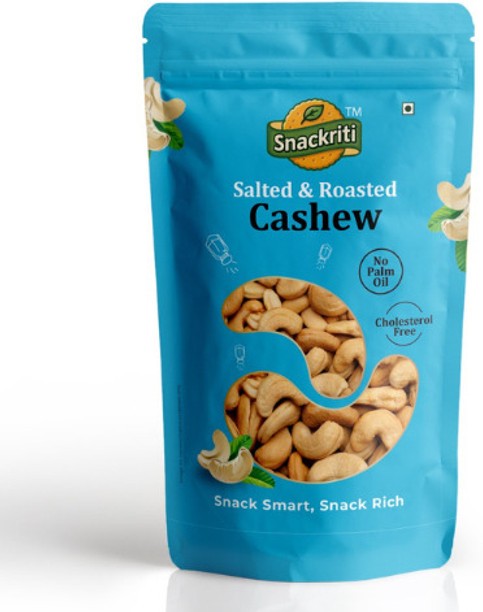 Snackriti
TM
Salted & Roasted
Cashew
No
Palm
Oil
Cholesterol
Free
Snack Smart, Snack Rich